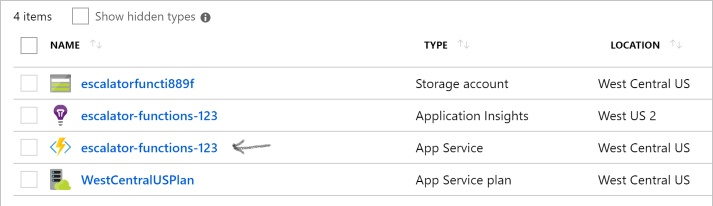 4 items Show hidden types
NAME TYPE LOCATION
escalatorfuncti889f Storage account West Central US
escalator-functions-123 Application Insights West US 2
escalator-functions-123 App Service West Central US
WestCentralUSPlan App Service plan West Central US